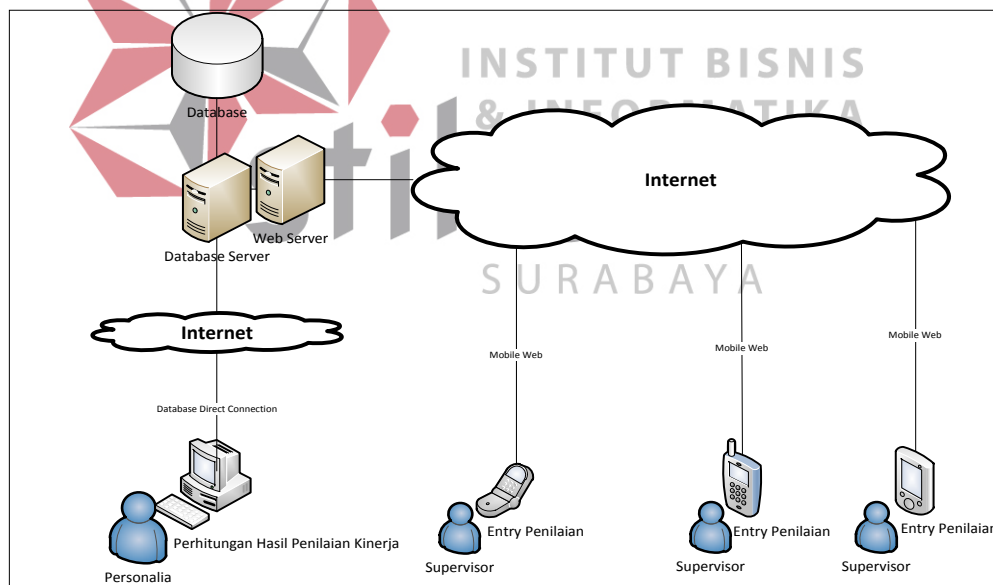 INSTITUT BISNIS
& INFORMATIKA
stik
SURABAYA
Database
Web Server
Database Server
Internet
Internet
Mobile Web
Mobile Web
Mobile Web
Database Direct Connection
Perhitungan Hasil Penilaian Kinerja
Personalia
Entry Penilaian
Supervisor
Entry Penilaian
Supervisor
Entry Penilaian
Supervisor